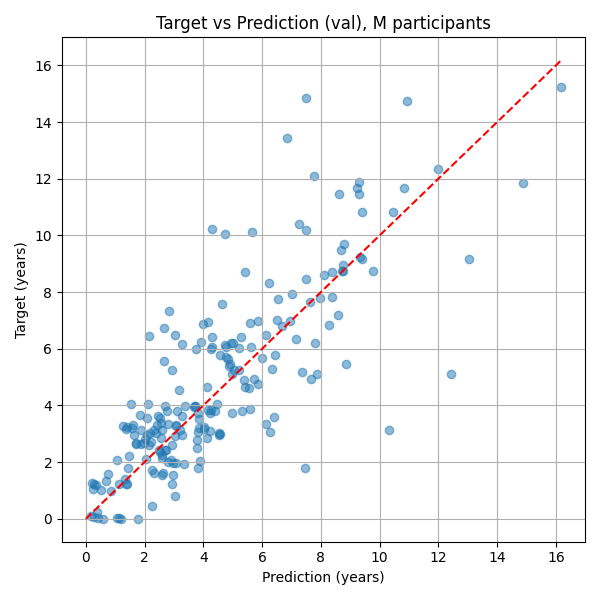 Target vs Prediction (val), M participants
16
14
12
10
8
6
4
2
0
Target (years)
0 2 4 6 8 10 12 14 16
Prediction (years)